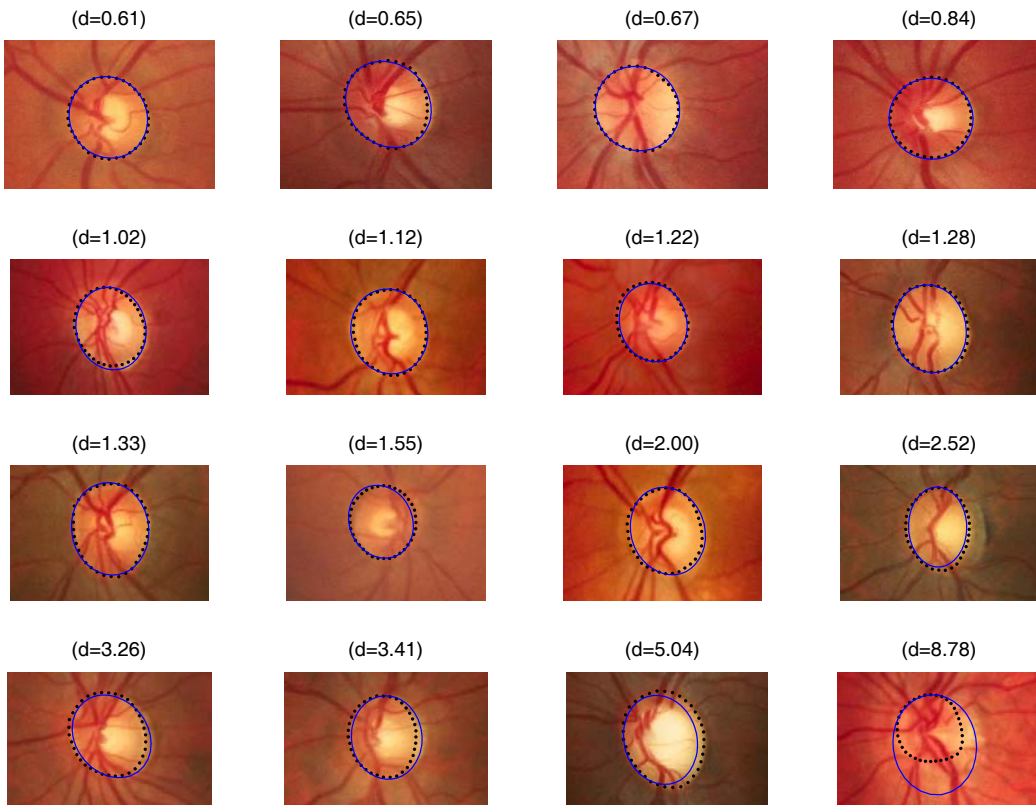 (d=0.61) (d=0.65) (d=0.67) (d=0.84)
(d=1.02) (d=1.12) (d=1.22) (d=1.28)
(d=1.33) (d=1.55) (d=2.00) (d=2.52)
(d=3.26) (d=3.41) (d=5.04) (d=8.78)